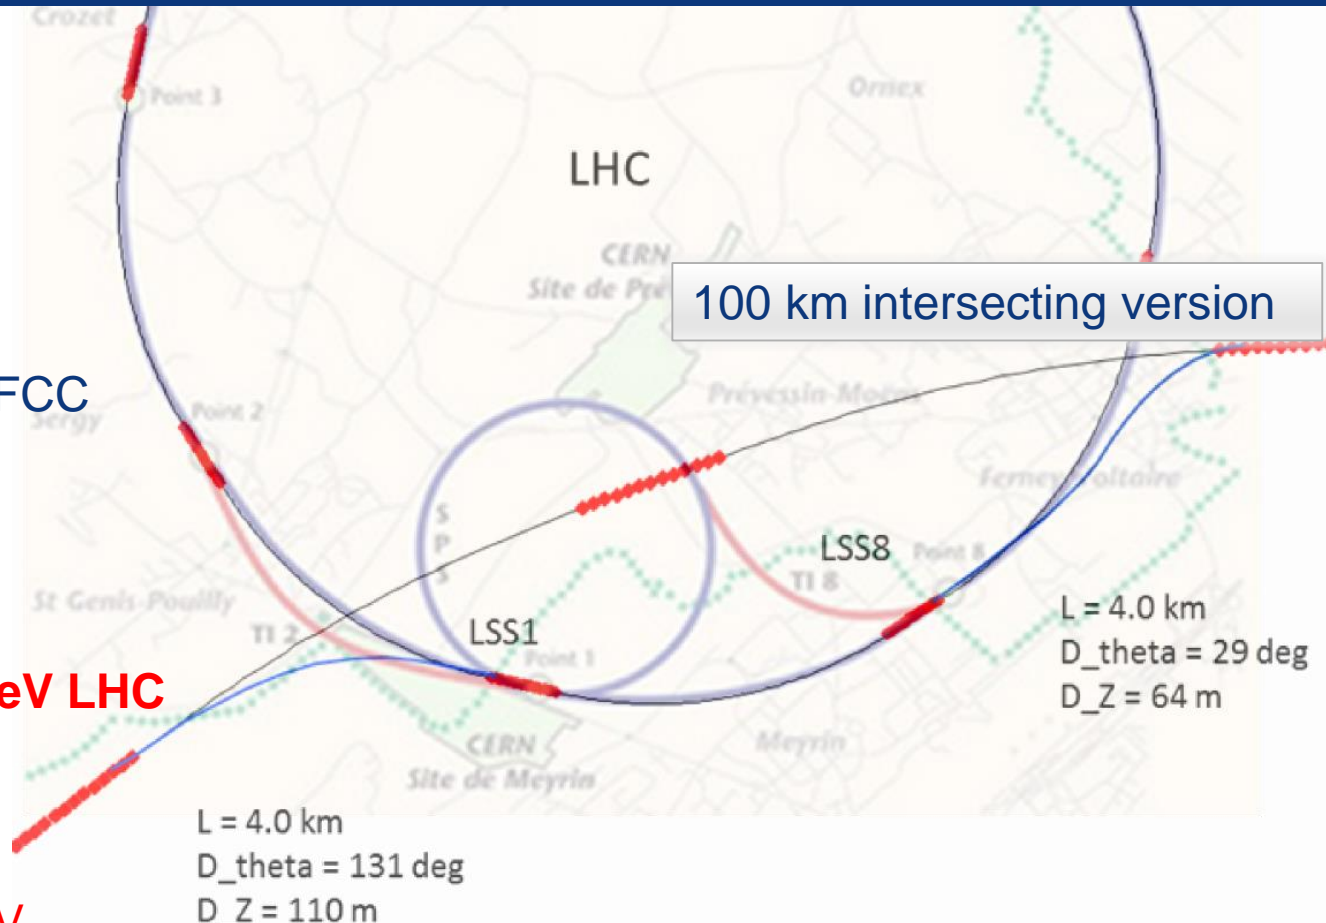 Crozet
Point 3
Ornex
LHC
CERN
Site de Pré
100 km intersecting version
FCC
Sergy
Point 2
Prévessin-Moëns
Ferney Voltaire
S
P
S
LSS8
Point 8
TI 8
St Genis-Pouilly
TI 2
LSS1
Point 1
L = 4.0 km
D_theta = 29 deg
D_Z = 64 m
eV LHC
CERN
Site de Meyrin
Meyrin
L = 4.0 km
D_theta = 131 deg
D_Z = 110 m
V